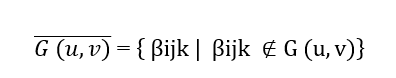 G̅ ̅(̅u̅,̅v̅)̅ = { βijk | βijk ∉ G (u,v)}